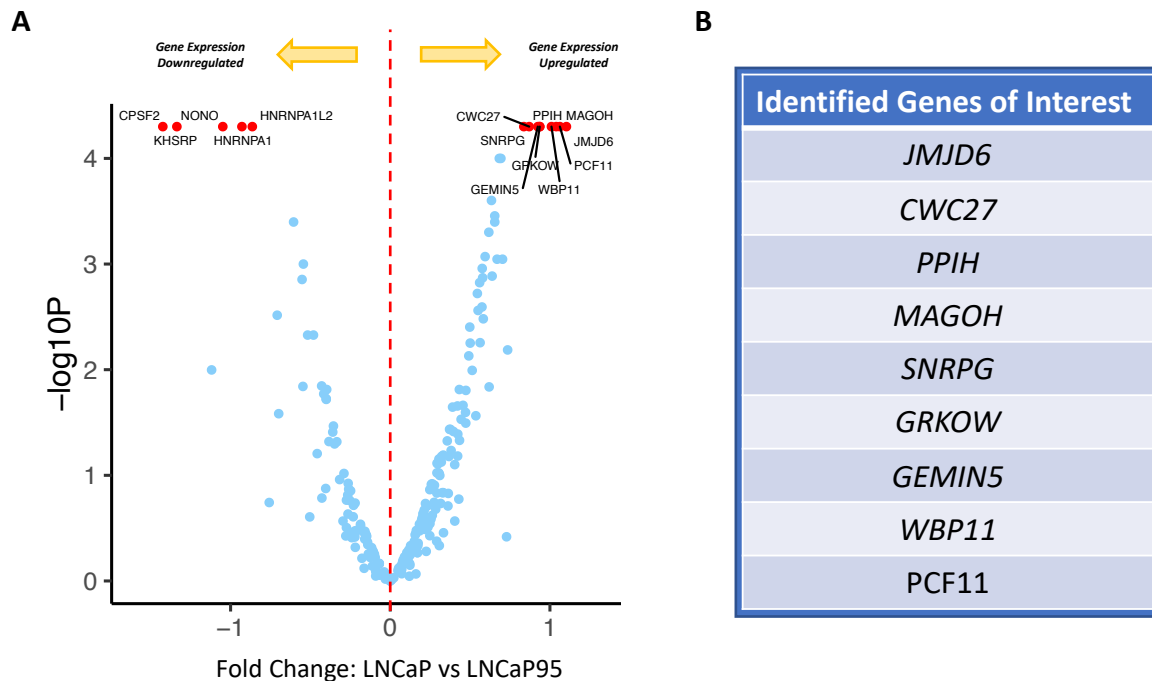 A
B
Gene Expression
Downregulated
Gene Expression
Upregulated
CPSF2
NONO
HNRNPA1L2
KHSRP
HNRNPA1
CWC27
PPIH
MAGOH
SNRPG
JMJD6
GRKOW
PCF11
GEMIN5
WBP11
−log10P
4
3
2
1
0
−1
0
1
Fold Change: LNCaP vs LNCaP95
Identified Genes of Interest
JMJD6
CWC27
PPIH
MAGOH
SNRPG
GRKOW
GEMIN5
WBP11
PCF11